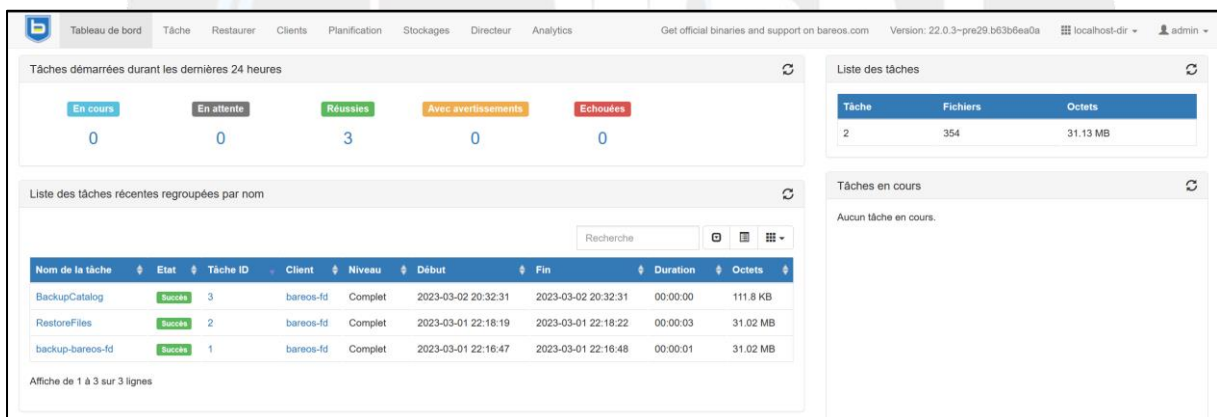 Tableau de bord Tâche Restaurer Clients Planification Stockages Directeur Analytics Get official binaries and support on bareos.com Version: 22.0.3~pre29.b63b6ea0a localhost-dir admin
Tâches démarrées durant les dernières 24 heures
En cours En attente Réussies Avec avertissements Echouées
0 0 3 0 0
Liste des tâches récentes regroupées par nom
Recherche
Nom de la tâche Etat Tâche ID Client Niveau Début Fin Duration Octets
BackupCatalog Succès 3 bareos-fd Complet 2023-03-02 20:32:31 2023-03-02 20:32:31 00:00:00 111.8 KB
RestoreFiles Succès 2 bareos-fd Complet 2023-03-01 22:18:19 2023-03-01 22:18:22 00:00:03 31.02 MB
backup-bareos-fd Succès 1 bareos-fd Complet 2023-03-01 22:16:47 2023-03-01 22:16:48 00:00:01 31.02 MB
Affiche de 1 à 3 sur 3 lignes
Liste des tâches
Tâche Fichiers Octets
2 354 31.13 MB
Tâches en cours
Aucun tâche en cours.